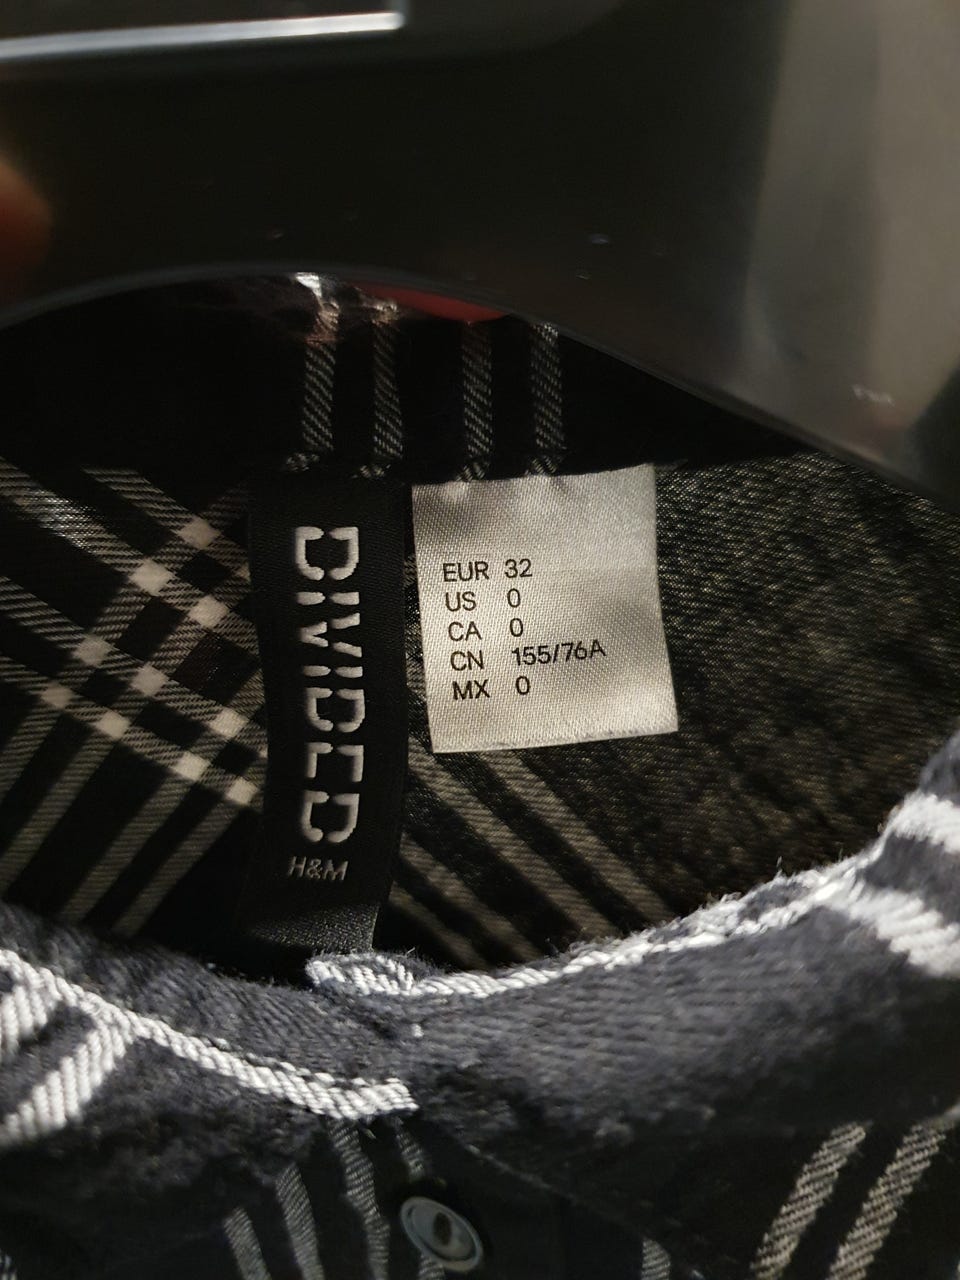 DIVIDED
H&M
EUR 32
US 0
CA 0
CN 155/76A
MX 0